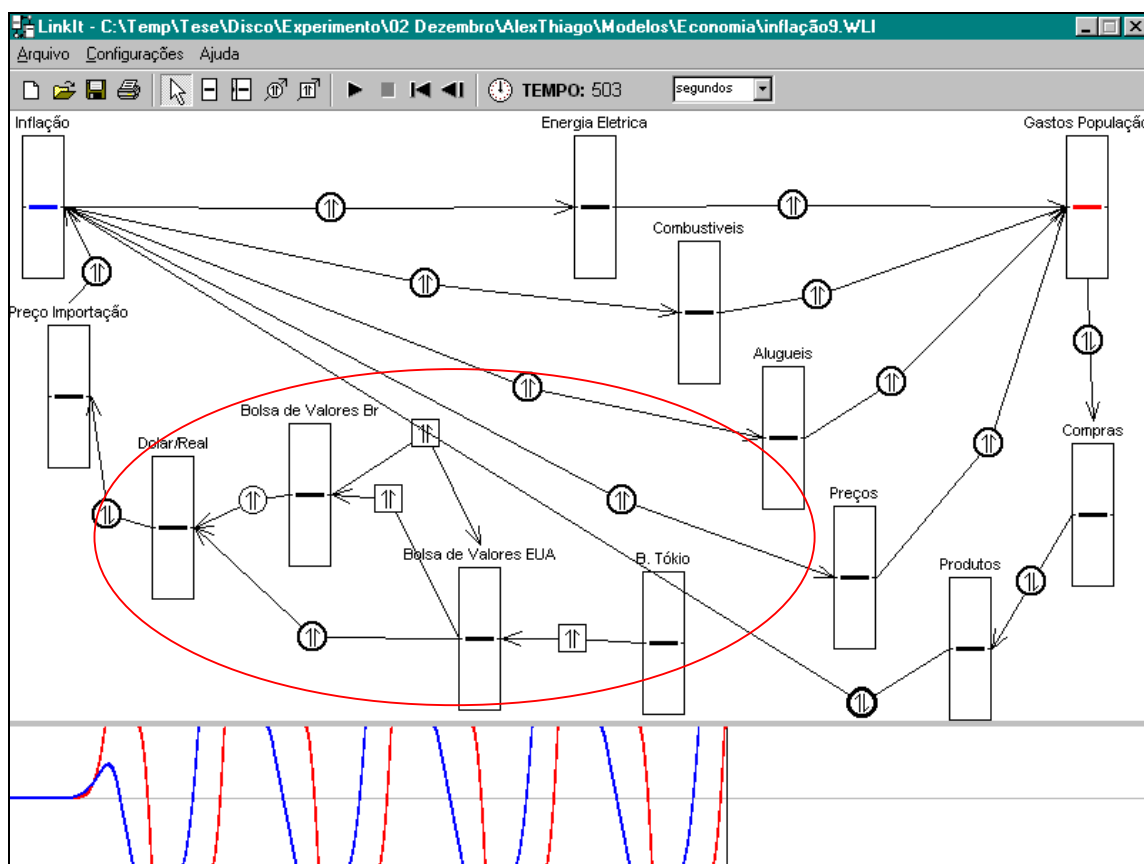 LinkIt - C:\Temp\Tese\Disco\Experimento\02 Dezembro\AlexThiago\Modelos\Economia\inflação9.WLI
Arquivo Configurações Ajuda
TEMPO: 503 segundos
Inflação
Energia Eletrica
Gastos População
Combustiveis
Preço Importação
Alugueis
Bolsa de Valores Br
Compras
Dolar/Real
Preços
Bolsa de Valores EUA
B. Tókio
Produtos